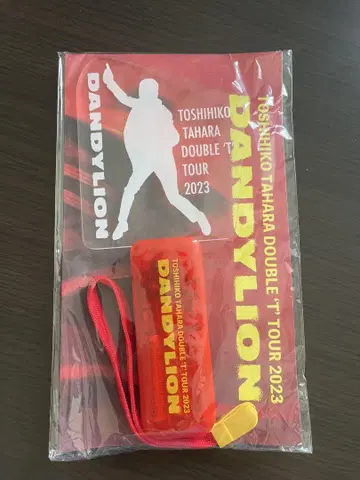 DANDYLION
TOSHIHIKO
TAHARA
DOUBLE 'T'
TOUR
2023
TOSHIHIKO TAHARA DOUBLE 'T' TOUR 2023
DANDYLION
TOSHIHIKO TAHARA DOUBLE 'T' TOUR 2023
DANDYLION